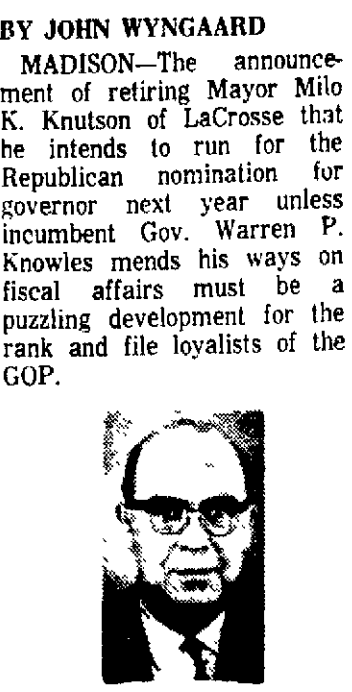 BY JOHN WYNGAARD
MADISON—The announce-
ment of retiring Mayor Milo
K. Knutson of LaCrosse that
he intends to run for the
Republican nomination for
governor next year unless
incumbent Gov. Warren P.
Knowles mends his ways on
fiscal affairs must be a
puzzling development for the
rank and file loyalists of the
GOP.